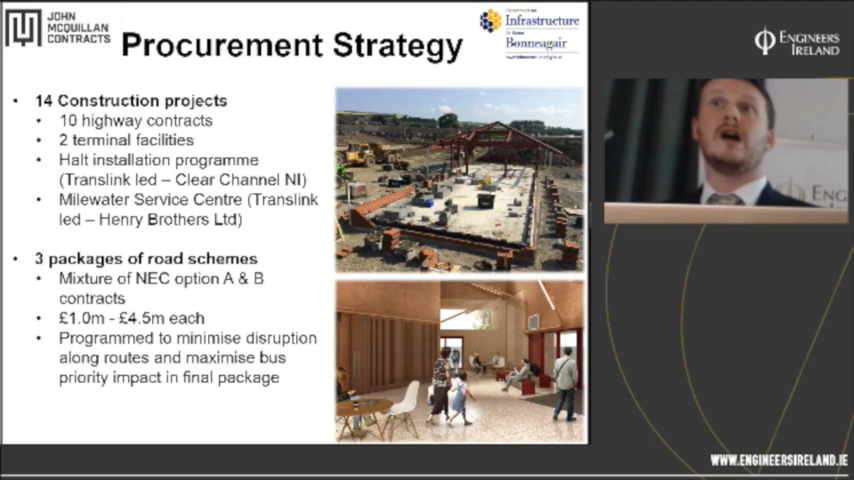 JOHN
MCQUILLAN
CONTRACTS
Procurement Strategy
Infrastructure
Bonneagair
ENGINEERS
IRELAND
• 14 Construction projects
• 10 highway contracts
• 2 terminal facilities
• Halt installation programme
(Translink led – Clear Channel NI)
• Milewater Service Centre (Translink
led – Henry Brothers Ltd)
• 3 packages of road schemes
• Mixture of NEC option A & B
contracts
• £1.0m - £4.5m each
• Programmed to minimise disruption
along routes and maximise bus
priority impact in final package
ENG
WWW.ENGINEERSIRELAND.IE